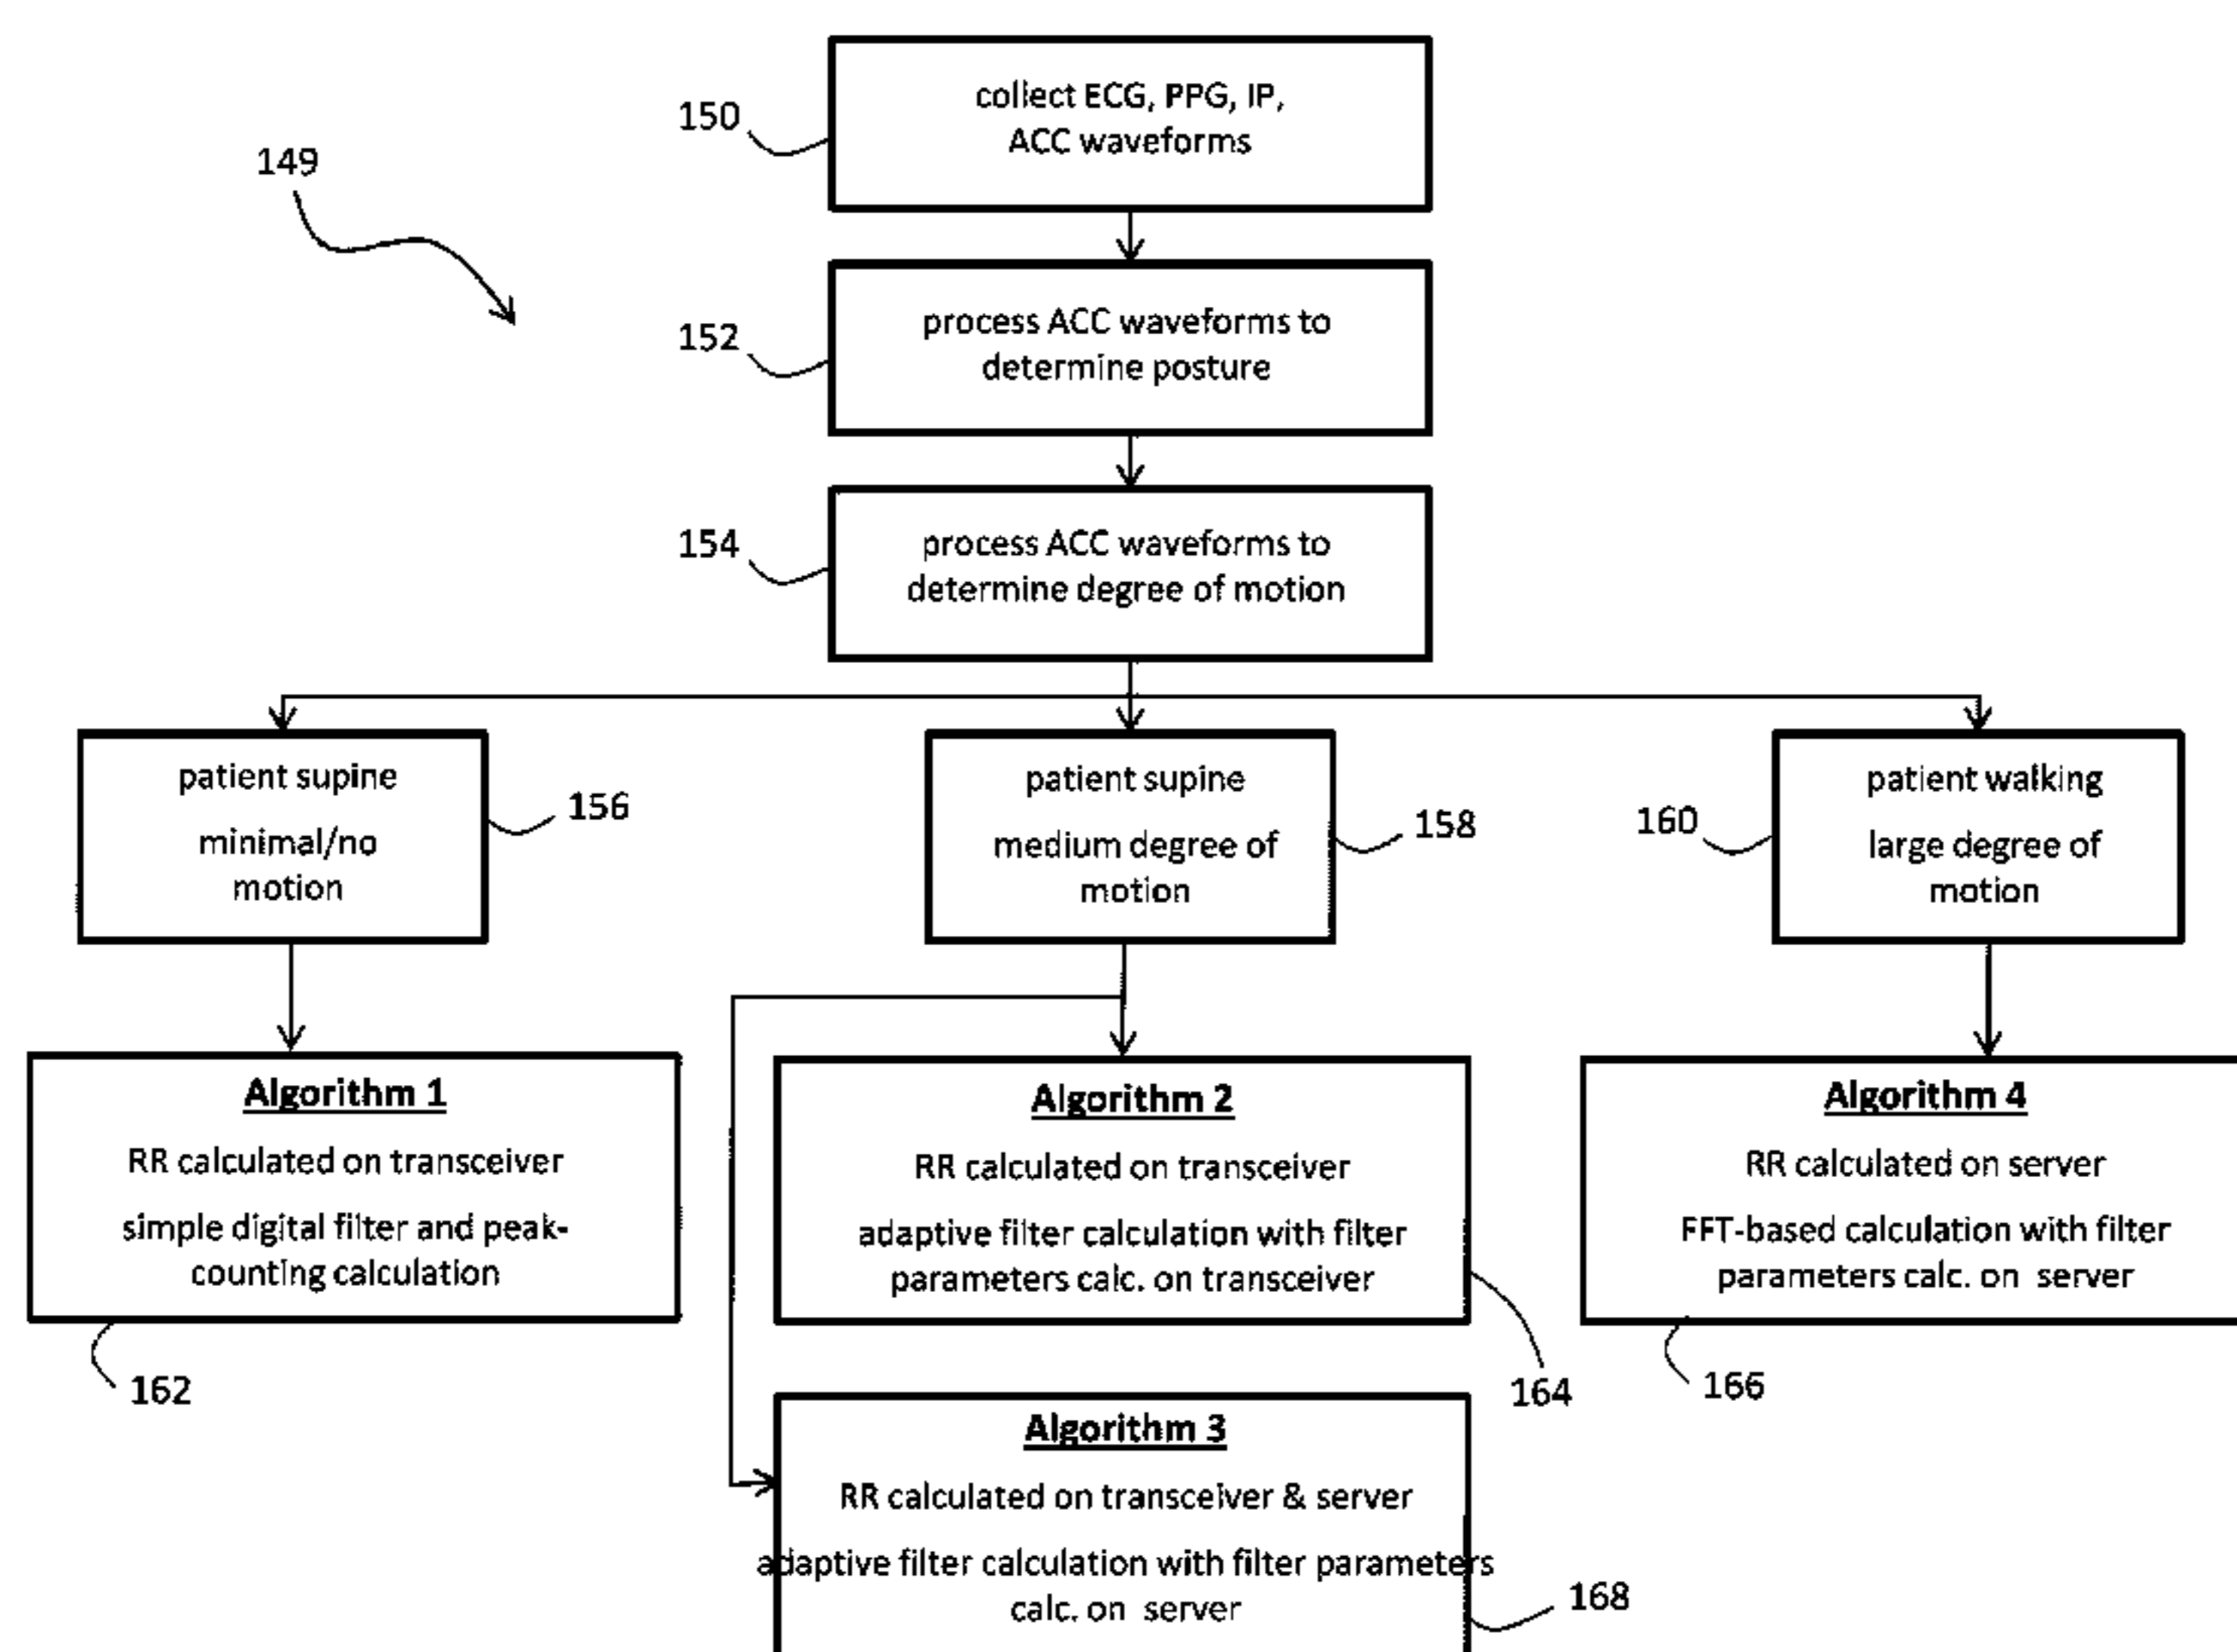 150
collect ECG, PPG, IP,
ACC waveforms
149
152
process ACC waveforms to
determine posture
154
process ACC waveforms to
determine degree of motion
patient supine
minimal/no
motion
156
patient supine
medium degree of
motion
158
160
patient walking
large degree of
motion
Algorithm 1
RR calculated on transceiver
simple digital filter and peak-
counting calculation
162
Algorithm 2
RR calculated on transceiver
adaptive filter calculation with filter
parameters calc. on transceiver
164
Algorithm 4
RR calculated on server
FFT-based calculation with filter
parameters calc. on server
166
Algorithm 3
RR calculated on transceiver & server
adaptive filter calculation with filter parameters
calc. on server
168